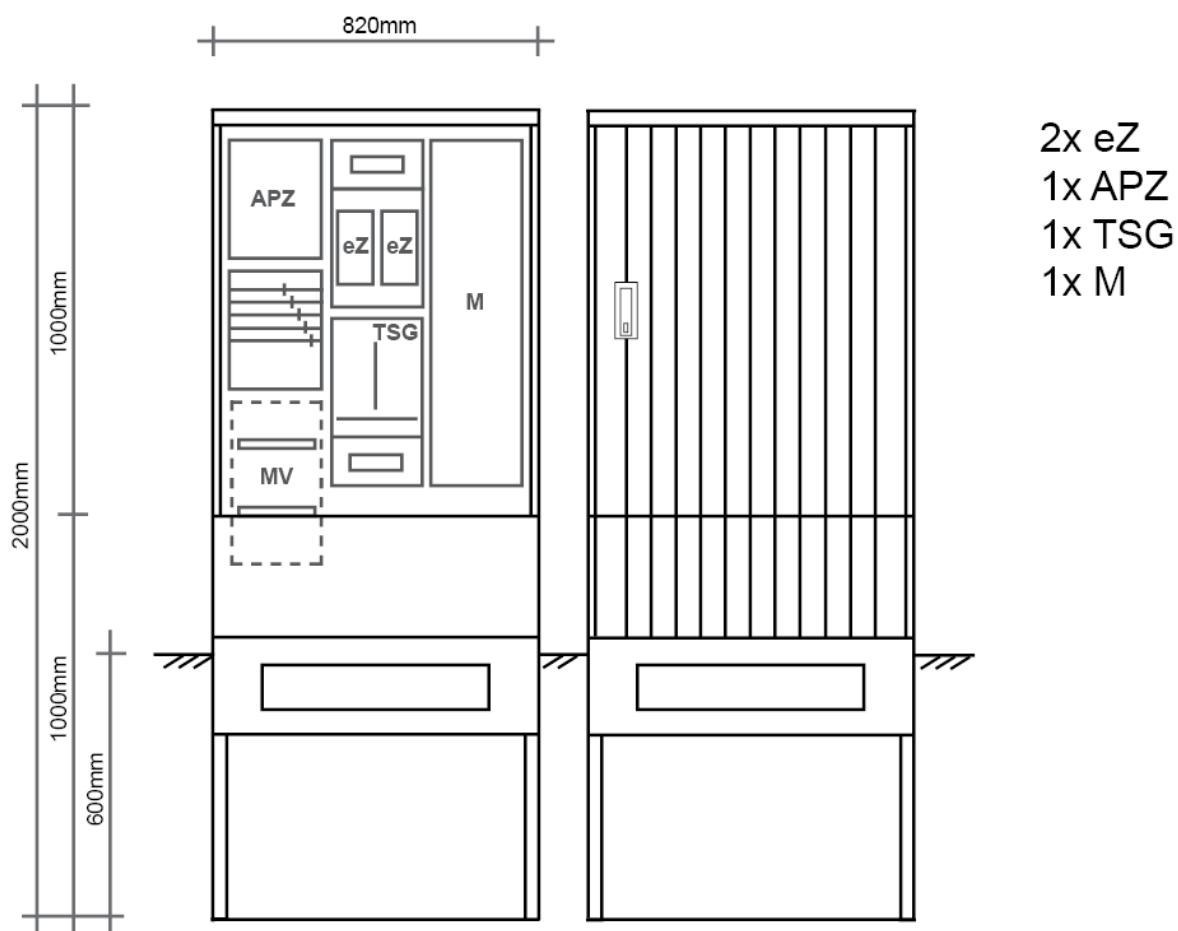 820mm
2x eZ
1x APZ
1x TSG
1x M
APZ
eZ eZ
M
TSG
MV
1000mm
2000mm
1000mm
600mm